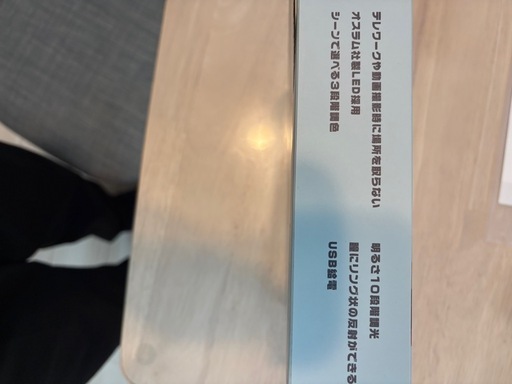 テレワークや動画撮影時に場所を取らない
オスラム社製LED採用
シーンで選べる3段階調色
明るさ10段階調光
瞳にリング状の反射ができる
USB給電